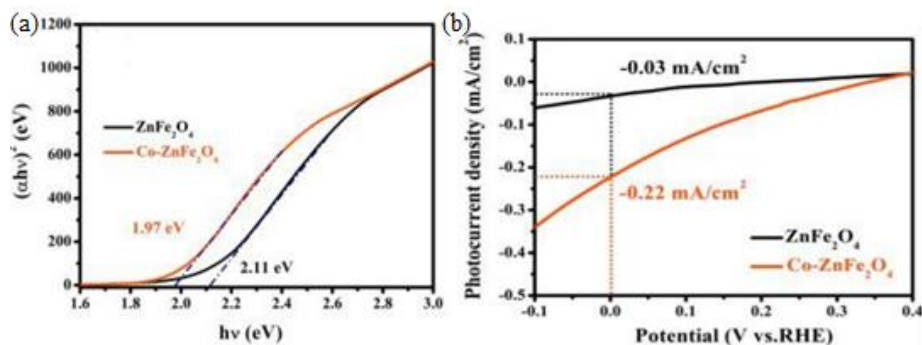 (a)
1200
1000
800
600
400
200
0
(αhν)² (eV)
ZnFe₂O₄
Co-ZnFe₂O₄
1.97 eV
2.11 eV
1.6 1.8 2.0 2.2 2.4 2.6 2.8 3.0
hν (eV)
(b)
0.1
0.0
-0.1
-0.2
-0.3
-0.4
-0.5
Photocurrent density (mA/cm²)
-0.03 mA/cm²
-0.22 mA/cm²
ZnFe₂O₄
Co-ZnFe₂O₄
-0.1 0.0 0.1 0.2 0.3 0.4
Potential (V vs.RHE)